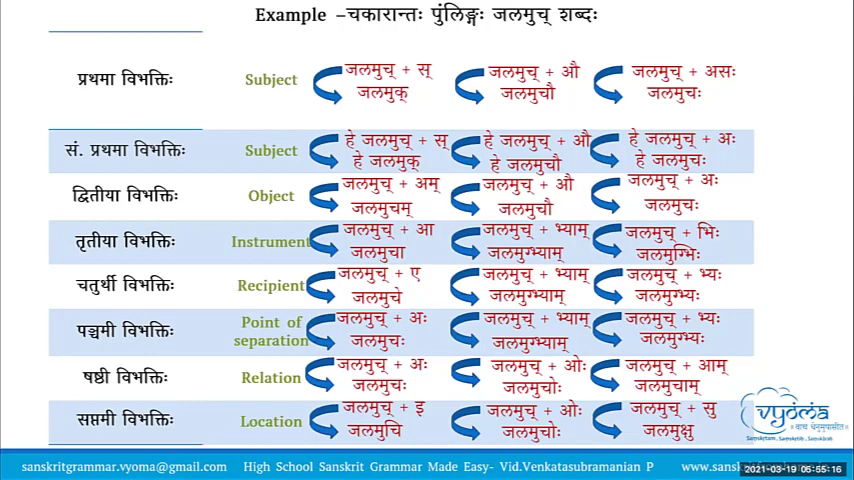 Example –चकारान्तः पुंलिङ्गः जलमुच् शब्दः
प्रथमा विभक्तिः Subject जलमुच् + स् जलमुच् + औ जलमुच् + असः
जलमुक् जलमुचौ जलमुचः
सं. प्रथमा विभक्तिः Subject हे जलमुच् + स् हे जलमुच् + औ हे जलमुच् + अः
हे जलमुक् हे जलमुचौ हे जलमुचः
द्वितीया विभक्तिः Object जलमुच् + अम् जलमुच् + औ जलमुच् + अः
जलमुचम् जलमुचौ जलमुचः
तृतीया विभक्तिः Instrument जलमुच् + आ जलमुच् + भ्याम् जलमुच् + भिः
जलमुचा जलमुग्भ्याम् जलमुग्भिः
चतुर्थी विभक्तिः Recipient जलमुच् + ए जलमुच् + भ्याम् जलमुच् + भ्यः
जलमुचे जलमुग्भ्याम् जलमुग्भ्यः
पञ्चमी विभक्तिः Point of जलमुच् + अः जलमुच् + भ्याम् जलमुच् + भ्यः
separation जलमुचः जलमुग्भ्याम् जलमुग्भ्यः
षष्ठी विभक्तिः Relation जलमुच् + अः जलमुच् + ओः जलमुच् + आम्
जलमुचः जलमुचोः जलमुचाम्
सप्तमी विभक्तिः Location जलमुच् + इ जलमुच् + ओः जलमुच् + सु
जलमुचि जलमुचोः जलमुक्षु
vyoma
। वाचं धेनुमुपासीत ।
Samskrtam. Samskriti. Samskara
sanskritgrammar.vyoma@gmail.com High School Sanskrit Grammar Made Easy- Vid.Venkatasubramanian P www.sansk
2021-03-19 05:55:16